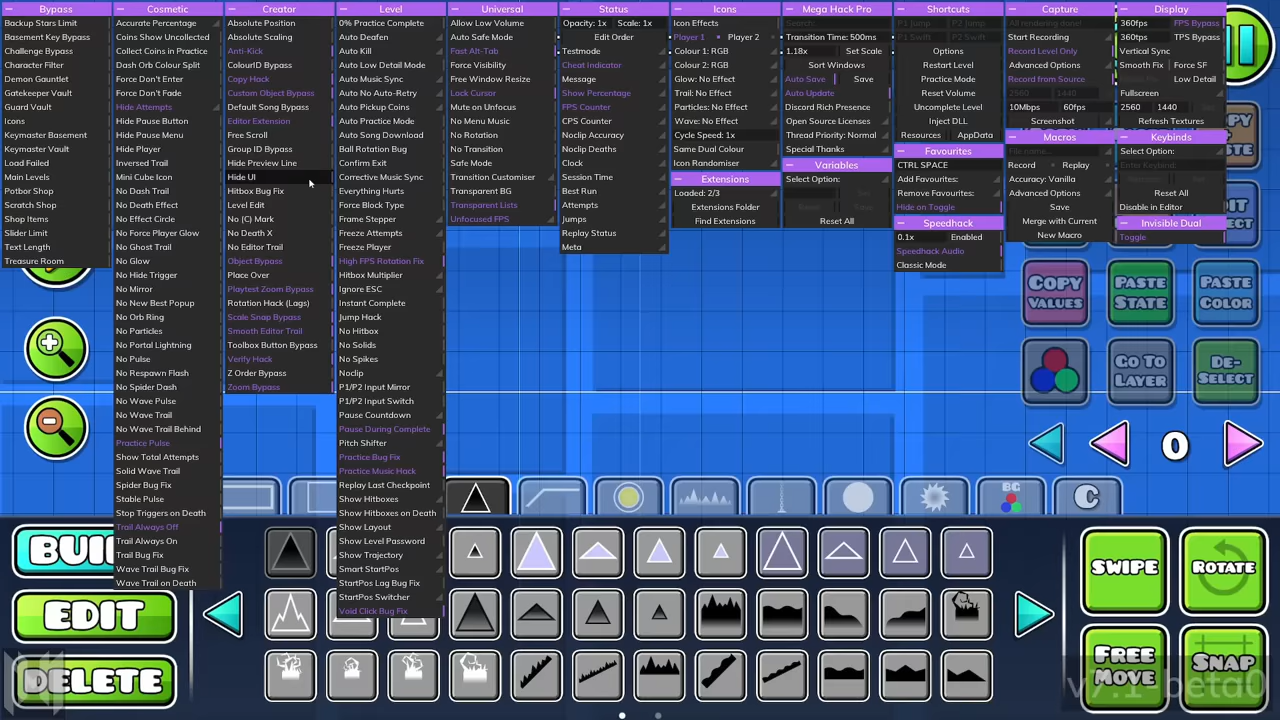 Bypass
Backup Stars Limit
Basement Key Bypass
Challenge Bypass
Character Filter
Demon Gauntlet
Gatekeeper Vault
Guard Vault
Icons
Keymaster Basement
Keymaster Vault
Load Failed
Main Levels
Potbor Shop
Scratch Shop
Shop Items
Slider Limit
Text Length
Treasure Room
Cosmetic
Accurate Percentage
Coins Show Uncollected
Collect Coins in Practice
Dash Orb Colour Split
Force Don't Enter
Force Don't Fade
Hide Attempts
Hide Pause Button
Hide Pause Menu
Hide Player
Inversed Trail
Mini Cube Icon
No Dash Trail
No Death Effect
No Effect Circle
No Force Player Glow
No Ghost Trail
No Glow
No Hide Trigger
No Mirror
No New Best Popup
No Orb Ring
No Particles
No Portal Lightning
No Pulse
No Respawn Flash
No Spider Dash
No Wave Pulse
No Wave Trail
No Wave Trail Behind
Practice Pulse
Show Total Attempts
Solid Wave Trail
Spider Bug Fix
Stable Pulse
Stop Triggers on Death
Trail Always Off
Trail Always On
Trail Bug Fix
Wave Trail Bug Fix
Wave Trail on Death
Creator
Absolute Position
Absolute Scaling
Anti-Kick
ColourID Bypass
Copy Hack
Custom Object Bypass
Default Song Bypass
Editor Extension
Free Scroll
Group ID Bypass
Hide Preview Line
Hide UI
Hitbox Bug Fix
Level Edit
No (C) Mark
No Death X
No Editor Trail
Object Bypass
Place Over
Playtest Zoom Bypass
Rotation Hack (Lags)
Scale Snap Bypass
Smooth Editor Trail
Toolbox Button Bypass
Verify Hack
Z Order Bypass
Zoom Bypass
Level
0% Practice Complete
Auto Deafen
Auto Kill
Auto Low Detail Mode
Auto Music Sync
Auto No Auto-Retry
Auto Pickup Coins
Auto Practice Mode
Auto Song Download
Ball Rotation Bug
Confirm Exit
Corrective Music Sync
Everything Hurts
Force Block Type
Frame Stepper
Freeze Attempts
Freeze Player
High FPS Rotation Fix
Hitbox Multiplier
Ignore ESC
Instant Complete
Jump Hack
No Hitbox
No Solids
No Spikes
Noclip
P1/P2 Input Mirror
P1/P2 Input Switch
Pause Countdown
Pause During Complete
Pitch Shifter
Practice Bug Fix
Practice Music Hack
Replay Last Checkpoint
Show Hitboxes
Show Hitboxes on Death
Show Layout
Show Level Password
Show Trajectory
Smart StartPos
StartPos Lag Bug Fix
StartPos Switcher
Void Click Bug Fix
Universal
Allow Low Volume
Auto Safe Mode
Fast Alt-Tab
Force Visibility
Free Window Resize
Lock Cursor
Mute on Unfocus
No Menu Music
No Rotation
No Transition
Safe Mode
Transition Customiser
Transparent BG
Transparent Lists
Unfocused FPS
Status
Opacity: 1x Scale: 1x
Edit Order
Testmode
Cheat Indicator
Message
Show Percentage
FPS Counter
CPS Counter
Noclip Accuracy
Noclip Deaths
Clock
Session Time
Best Run
Attempts
Jumps
Replay Status
Meta
Icons
Icon Effects
Player 1 Player 2
Colour 1: RGB
Colour 2: RGB
Glow: No Effect
Trail: No Effect
Particles: No Effect
Wave: No Effect
Cycle Speed: 1x
Same Dual Colour
Icon Randomiser
Extensions
Loaded: 2/3
Extensions Folder
Find Extensions
Mega Hack Pro
Search:
Transition Time: 500ms
1.18x Set Scale
Sort Windows
Auto Save Save
Auto Update
Discord Rich Presence
Open Source Licenses
Thread Priority: Normal
Special Thanks
Variables
Select Option:
Reset All
Shortcuts
P1 Jump P2 Jump
P1 Swift P2 Swift
Options
Restart Level
Practice Mode
Reset Volume
Uncomplete Level
Inject DLL
Resources AppData
Favourites
CTRL SPACE
Add Favourites:
Remove Favourites:
Hide on Toggle
Speedhack
0.1x Enabled
Speedhack Audio
Classic Mode
Capture
All rendering done!
Start Recording
Record Level Only
Advanced Options
Record from Source
2560 1440
10Mbps 60fps
Screenshot
Macros
File name...
Record Replay
Accuracy: Vanilla
Advanced Options
Save
Merge with Current
New Macro
Display
360fps FPS Bypass
360fps TPS Bypass
Vertical Sync
Smooth Fix Force SF
Low Detail
Fullscreen
2560 1440
Refresh Textures
Keybinds
Select Option:
Enter Keybind:
Reset All
Disable in Editor
Invisible Dual
Toggle
COPY VALUES
PASTE STATE
PASTE COLOR
GO TO LAYER
DE-SELECT
0
BG
C
EDIT
DELETE
SWIPE
ROTATE
FREE MOVE
SNAP
v7.1-beta0